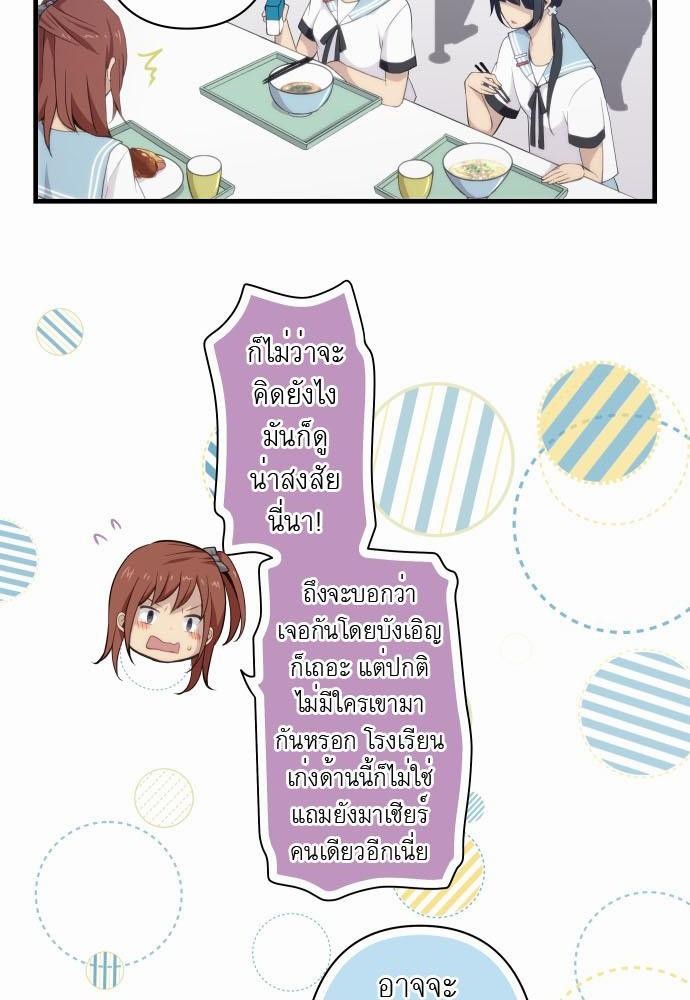 ก็ไม่ว่าจะ
คิดยังไง
มันก็ดู
น่าสงสัย
นี่นา!
ถึงจะบอกว่า
เจอกันโดยบังเอิญ
ก็เถอะ แต่ปกติ
ไม่มีใครเขามา
กันหรอก โรงเรียน
เก่งด้านนี้ก็ไม่ใช่
แถมยังมาเชียร์
คนเดียวอีกเนี่ย
อาจจะ